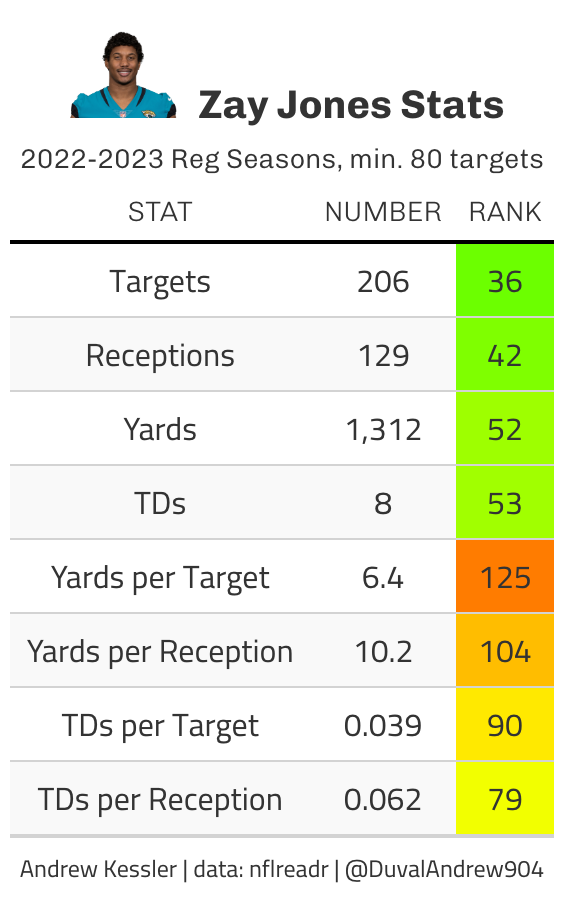 Zay Jones Stats
2022-2023 Reg Seasons, min. 80 targets
STAT NUMBER RANK
Targets 206 36
Receptions 129 42
Yards 1,312 52
TDs 8 53
Yards per Target 6.4 125
Yards per Reception 10.2 104
TDs per Target 0.039 90
TDs per Reception 0.062 79
Andrew Kessler | data: nflreadr | @DuvalAndrew904